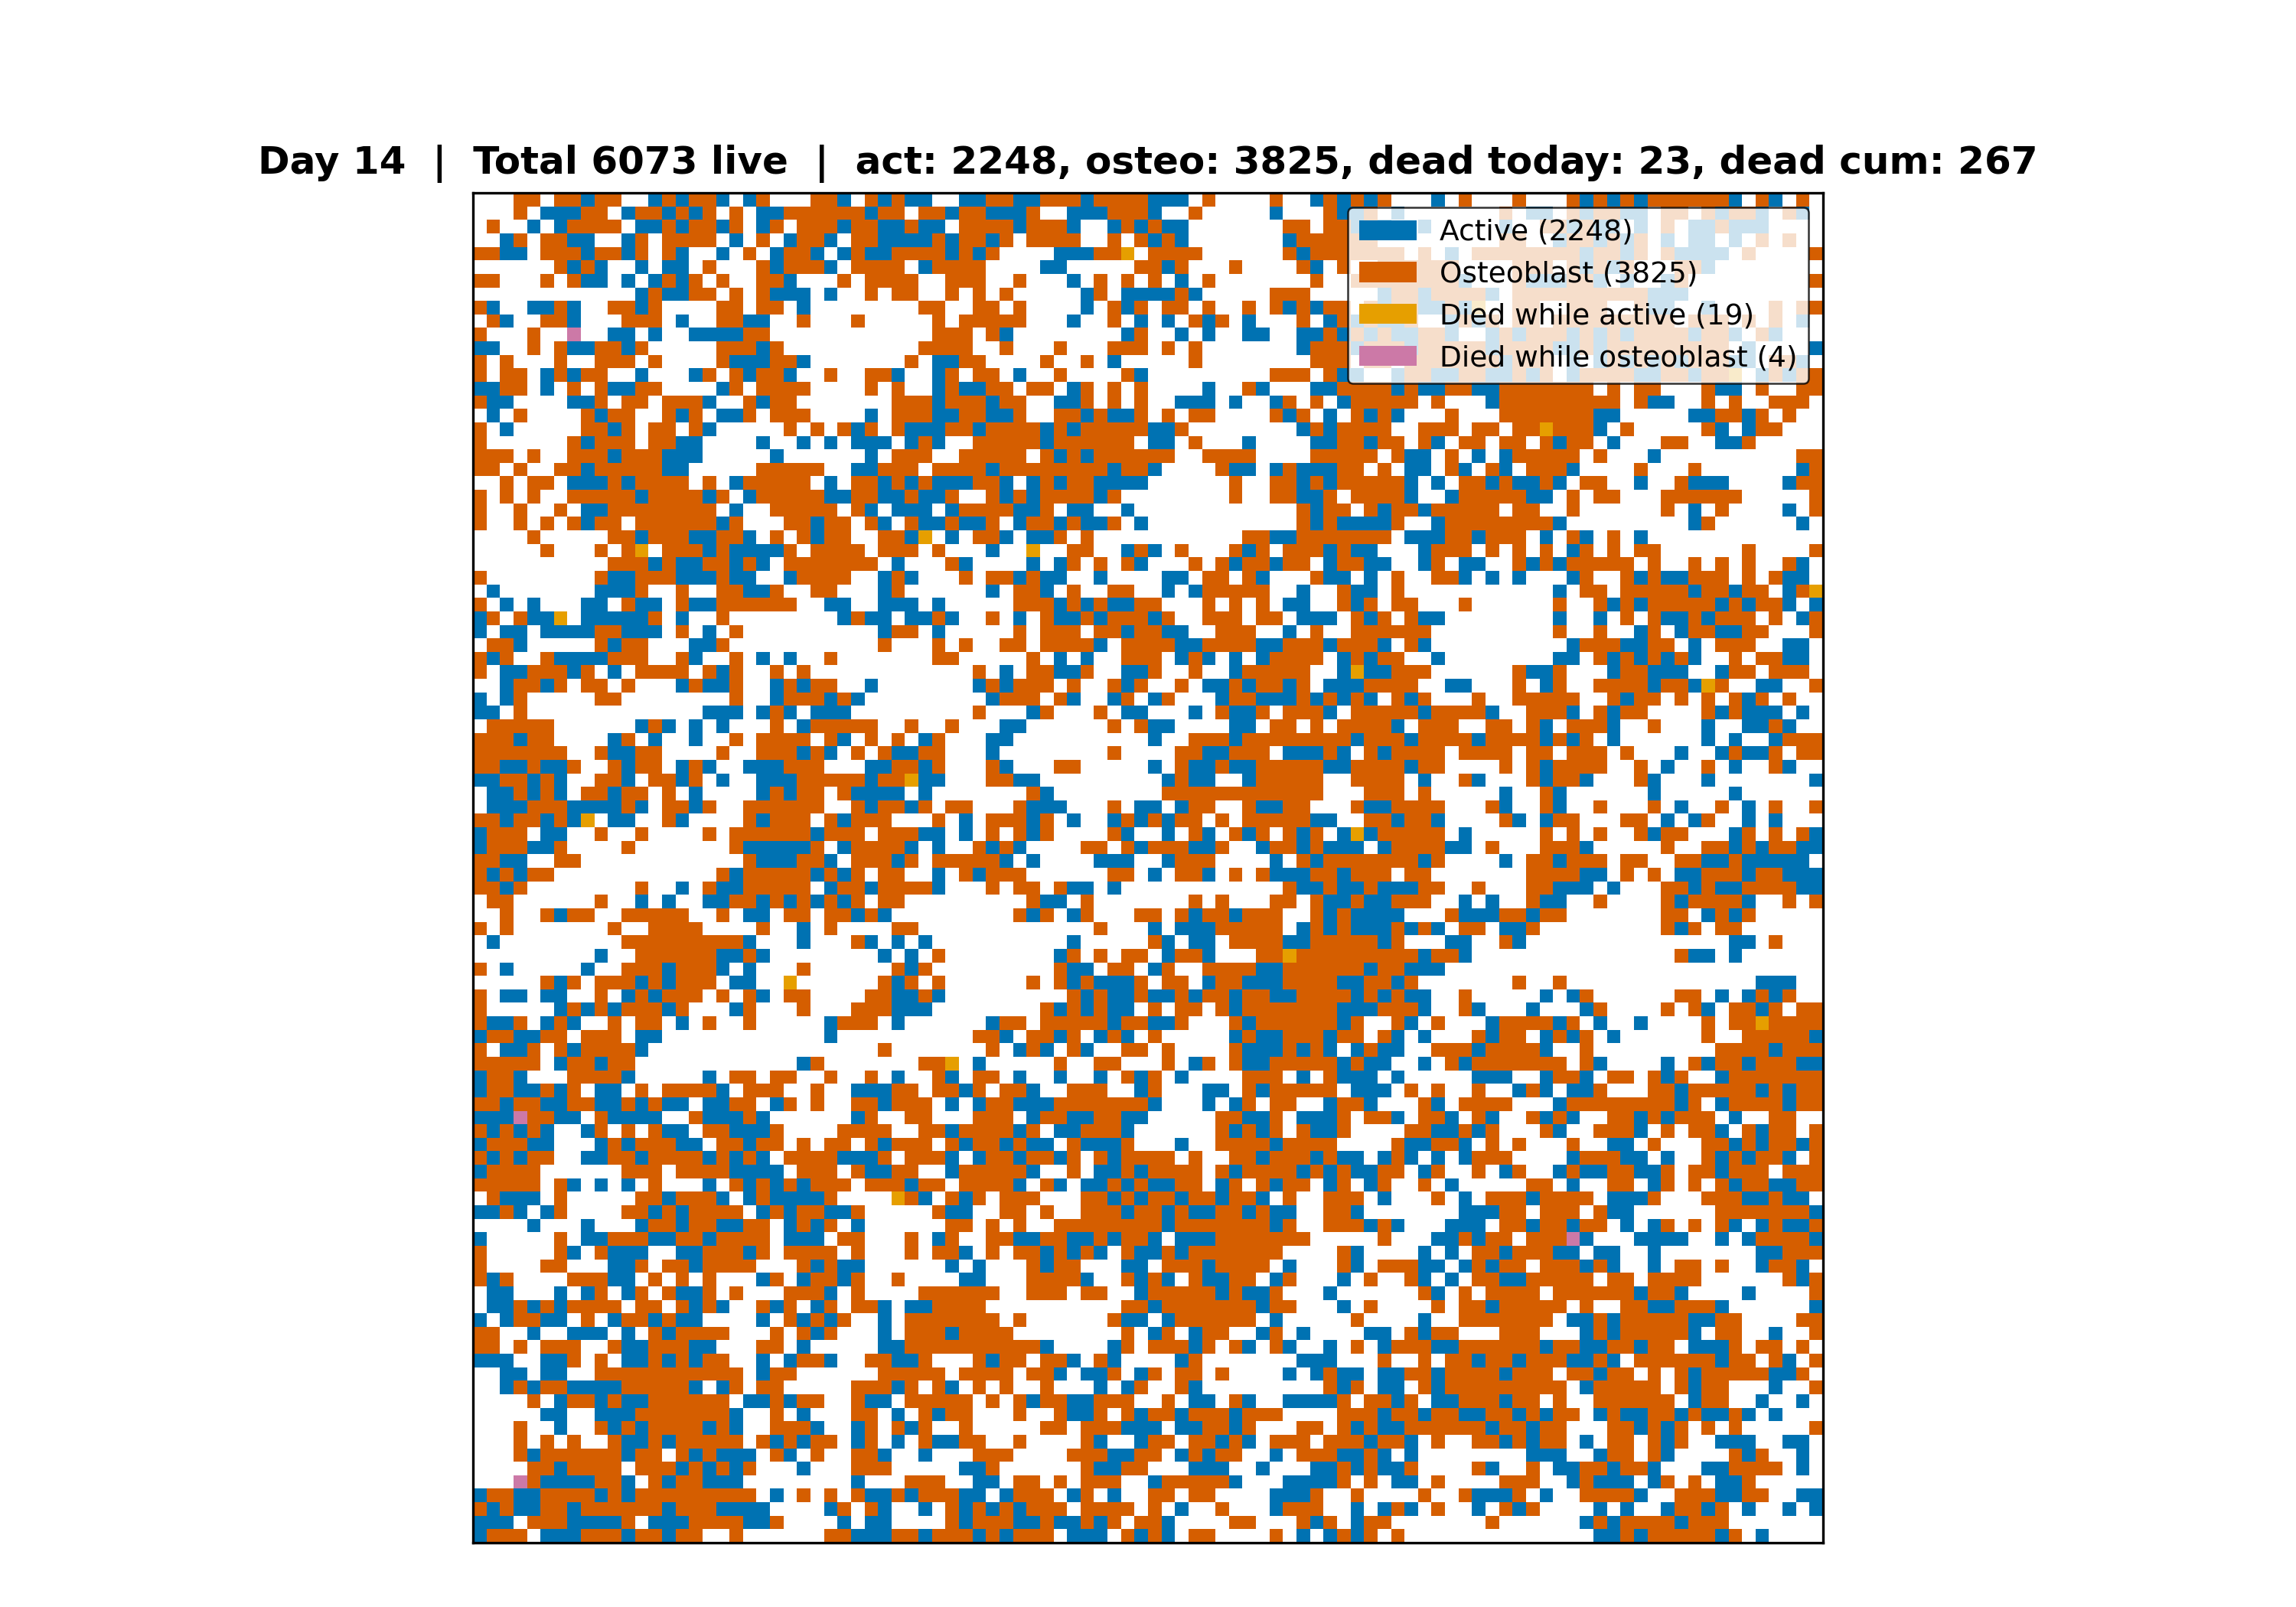 Day 14 | Total 6073 live | act: 2248, osteo: 3825, dead today: 23, dead cum: 267
Active (2248)
Osteoblast (3825)
Died while active (19)
Died while osteoblast (4)